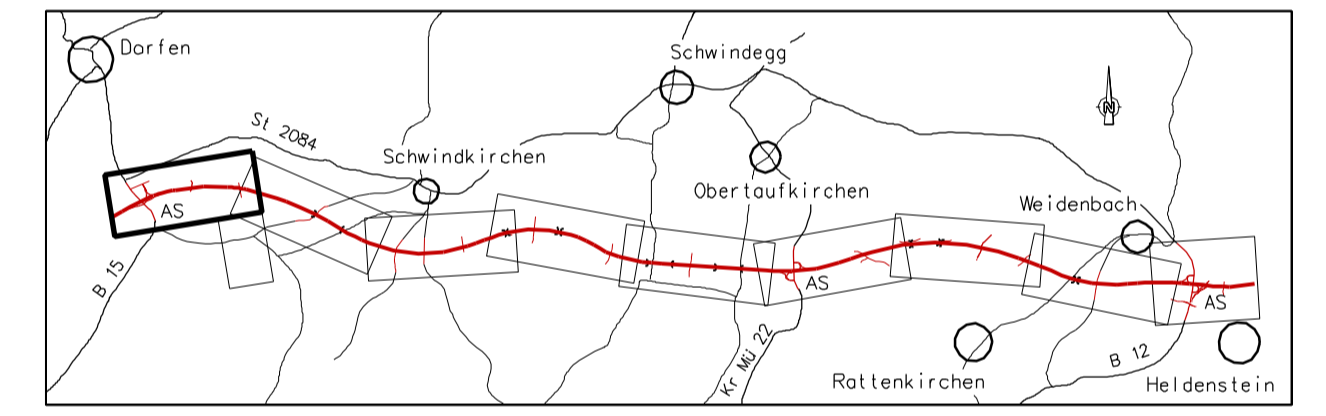 Dorfen
Schwindegg
N
St 2084
Schwindkirchen
Obertaufkirchen
Weidenbach
AS
B 15
AS
AS
Kr Mü 22
B 12
Rattenkirchen
Heldenstein